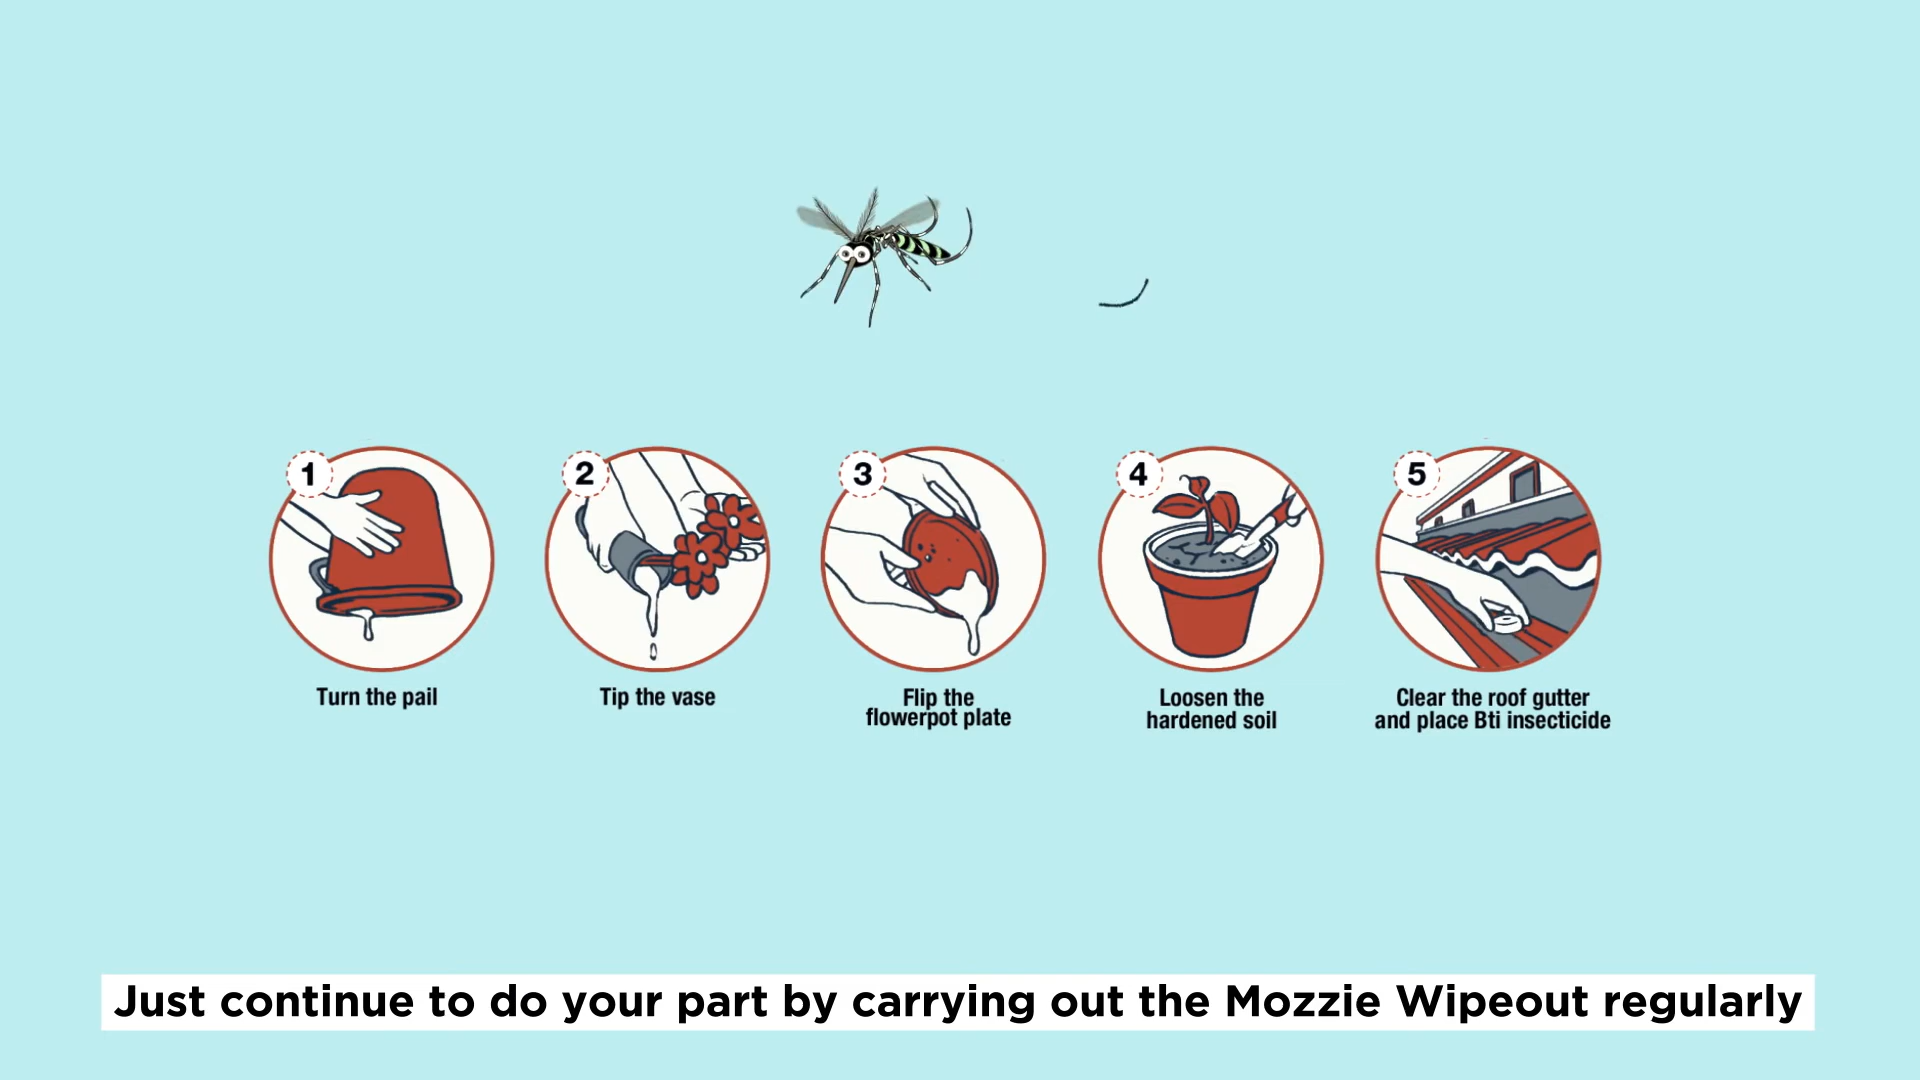 1
Turn the pail
2
Tip the vase
3
Flip the
flowerpot plate
4
Loosen the
hardened soil
5
Clear the roof gutter
and place Bti insecticide
Just continue to do your part by carrying out the Mozzie Wipeout regularly